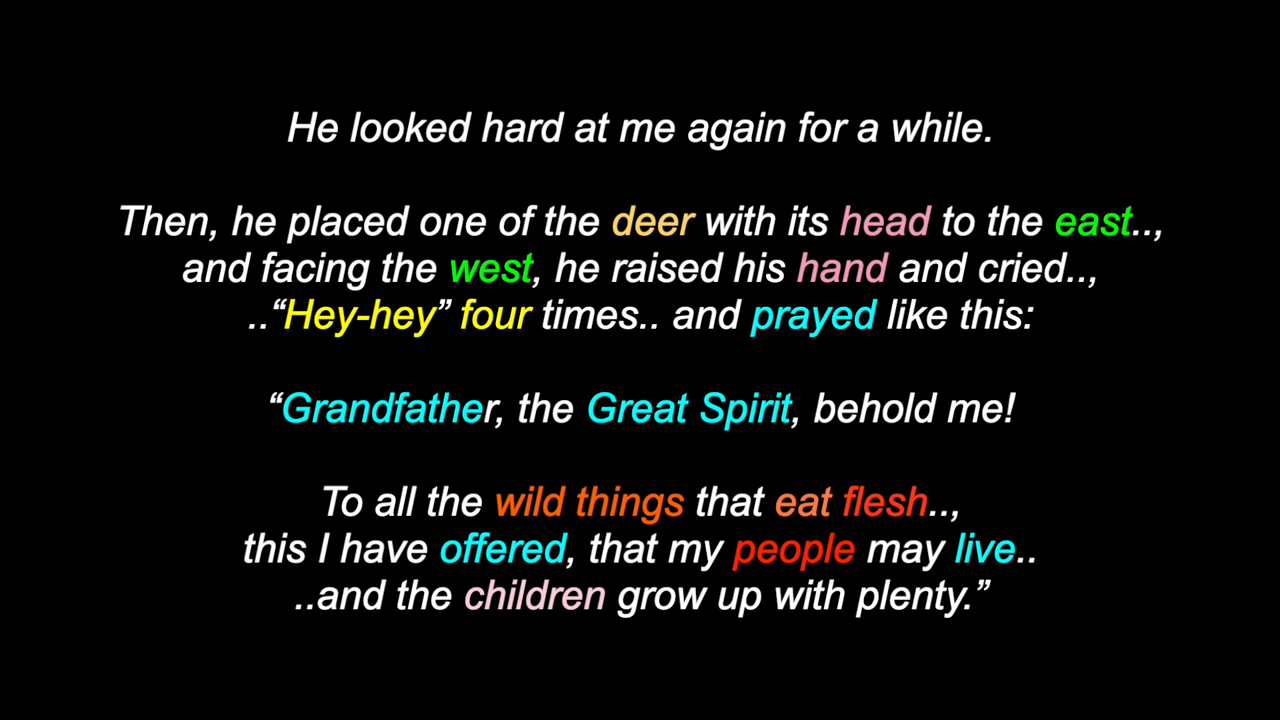 He looked hard at me again for a while.
Then, he placed one of the deer with its head to the east..,
and facing the west, he raised his hand and cried..,
..“Hey-hey” four times.. and prayed like this:
“Grandfather, the Great Spirit, behold me!
To all the wild things that eat flesh..,
this I have offered, that my people may live..
..and the children grow up with plenty.”